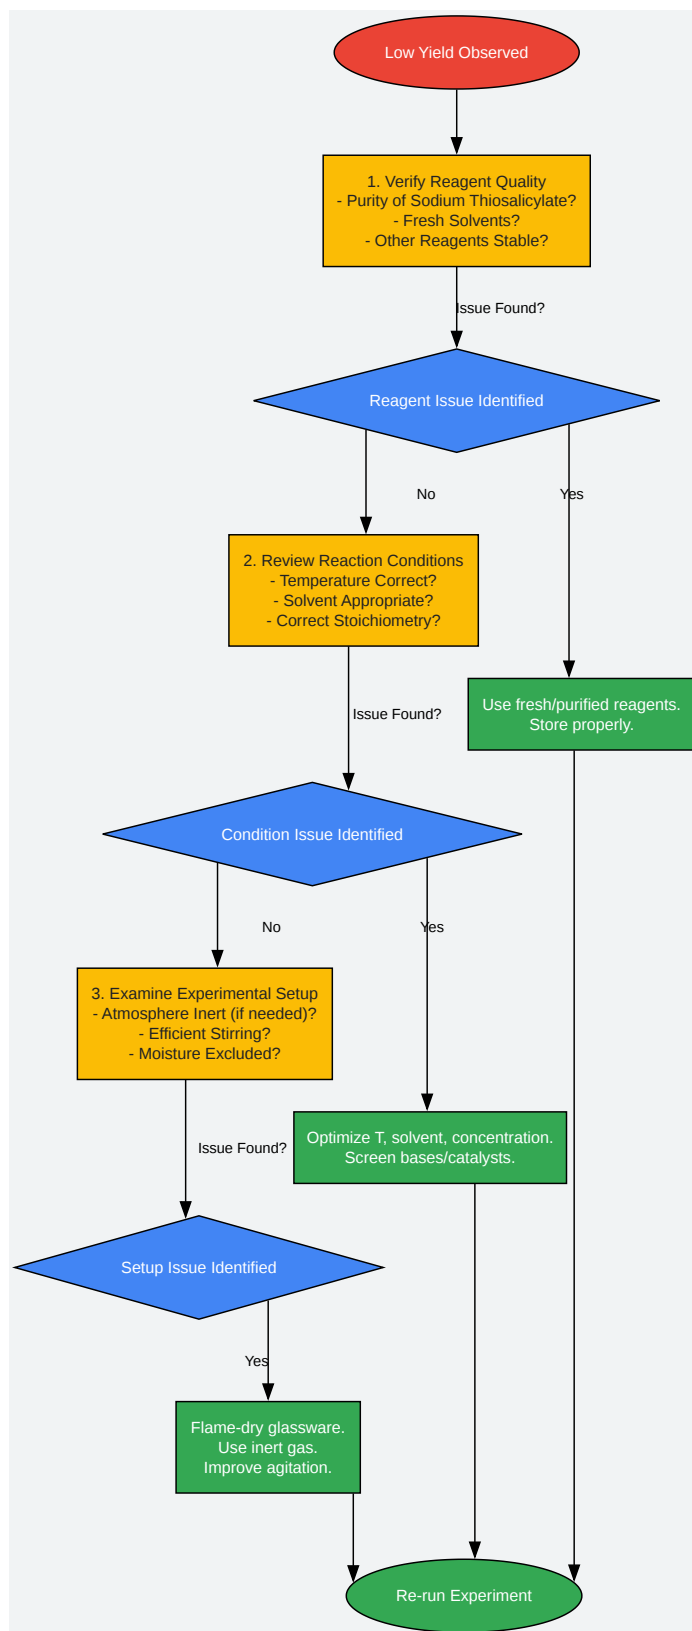 Low Yield Observed
1. Verify Reagent Quality
- Purity of Sodium Thiosalicylate?
- Fresh Solvents?
- Other Reagents Stable?
Issue Found?
Reagent Issue Identified
No
Yes
2. Review Reaction Conditions
- Temperature Correct?
- Solvent Appropriate?
- Correct Stoichiometry?
Use fresh/purified reagents.
Store properly.
Issue Found?
Condition Issue Identified
No
Yes
3. Examine Experimental Setup
- Atmosphere Inert (if needed)?
- Efficient Stirring?
- Moisture Excluded?
Optimize T, solvent, concentration.
Screen bases/catalysts.
Issue Found?
Setup Issue Identified
Yes
Flame-dry glassware.
Use inert gas.
Improve agitation.
Re-run Experiment